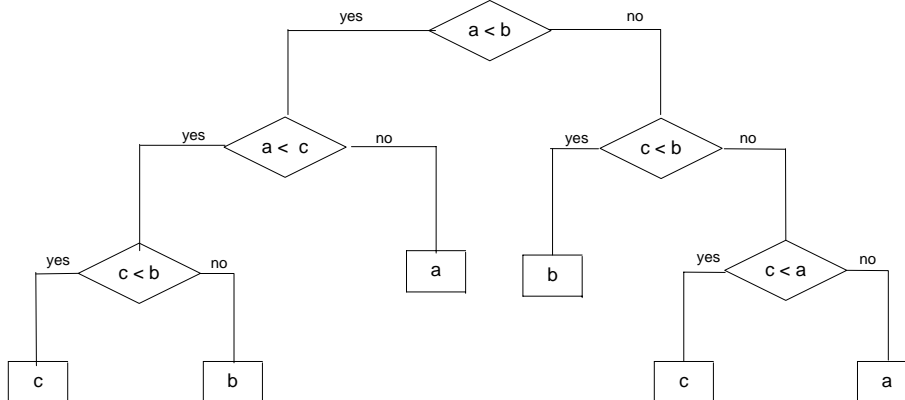 yes
a < b
no
yes
a < c
no
yes
c < b
no
yes
c < b
no
a
b
yes
c < a
no
c
b
c
a